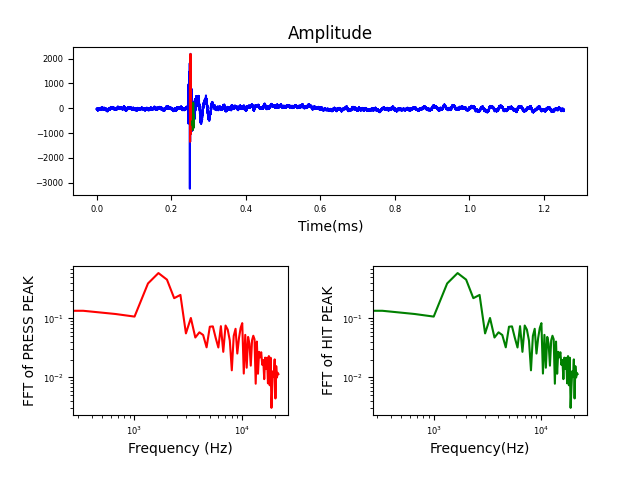 Amplitude
2000
1000
0
−1000
−2000
−3000
0.0 0.2 0.4 0.6 0.8 1.0 1.2
Time(ms)
FFT of PRESS PEAK
10⁻¹
10⁻²
10³ 10⁴
Frequency (Hz)
FFT of HIT PEAK
10⁻¹
10⁻²
10³ 10⁴
Frequency(Hz)